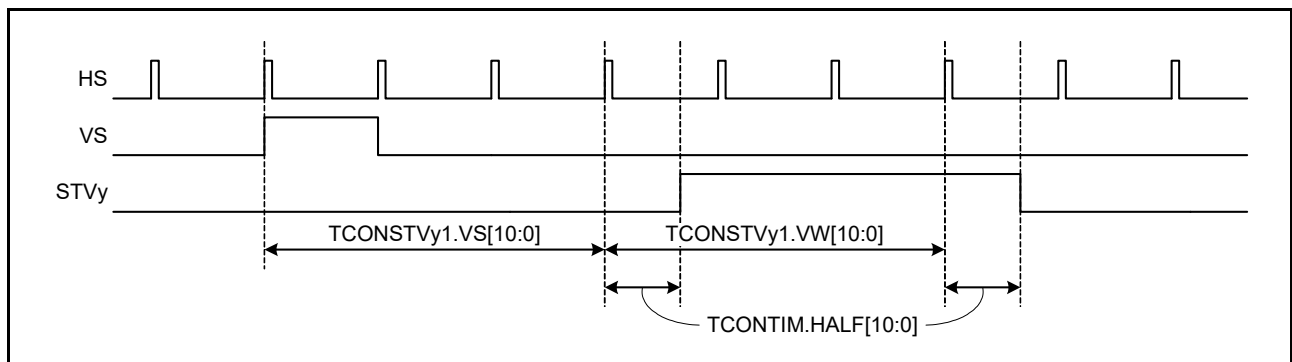 HS
VS
STVy
TCONSTVy1.VS[10:0] TCONSTVy1.VW[10:0]
TCONTIM.HALF[10:0]